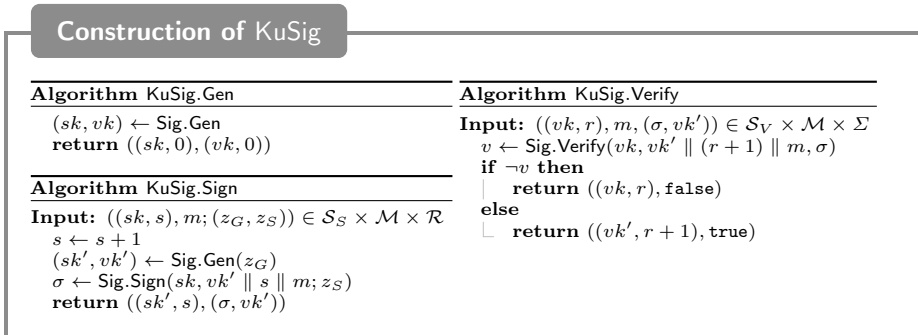 Construction of KuSig
Algorithm KuSig.Gen
(sk, vk) ← Sig.Gen
return ((sk, 0), (vk, 0))
Algorithm KuSig.Sign
Input: ((sk, s), m; (z_G, z_S)) ∈ 𝒮_S × ℳ × ℛ
s ← s + 1
(sk′, vk′) ← Sig.Gen(z_G)
σ ← Sig.Sign(sk, vk′ ∥ s ∥ m; z_S)
return ((sk′, s), (σ, vk′))
Algorithm KuSig.Verify
Input: ((vk, r), m, (σ, vk′)) ∈ 𝒮_V × ℳ × Σ
v ← Sig.Verify(vk, vk′ ∥ (r + 1) ∥ m, σ)
if ¬v then
return ((vk, r), false)
else
return ((vk′, r + 1), true)